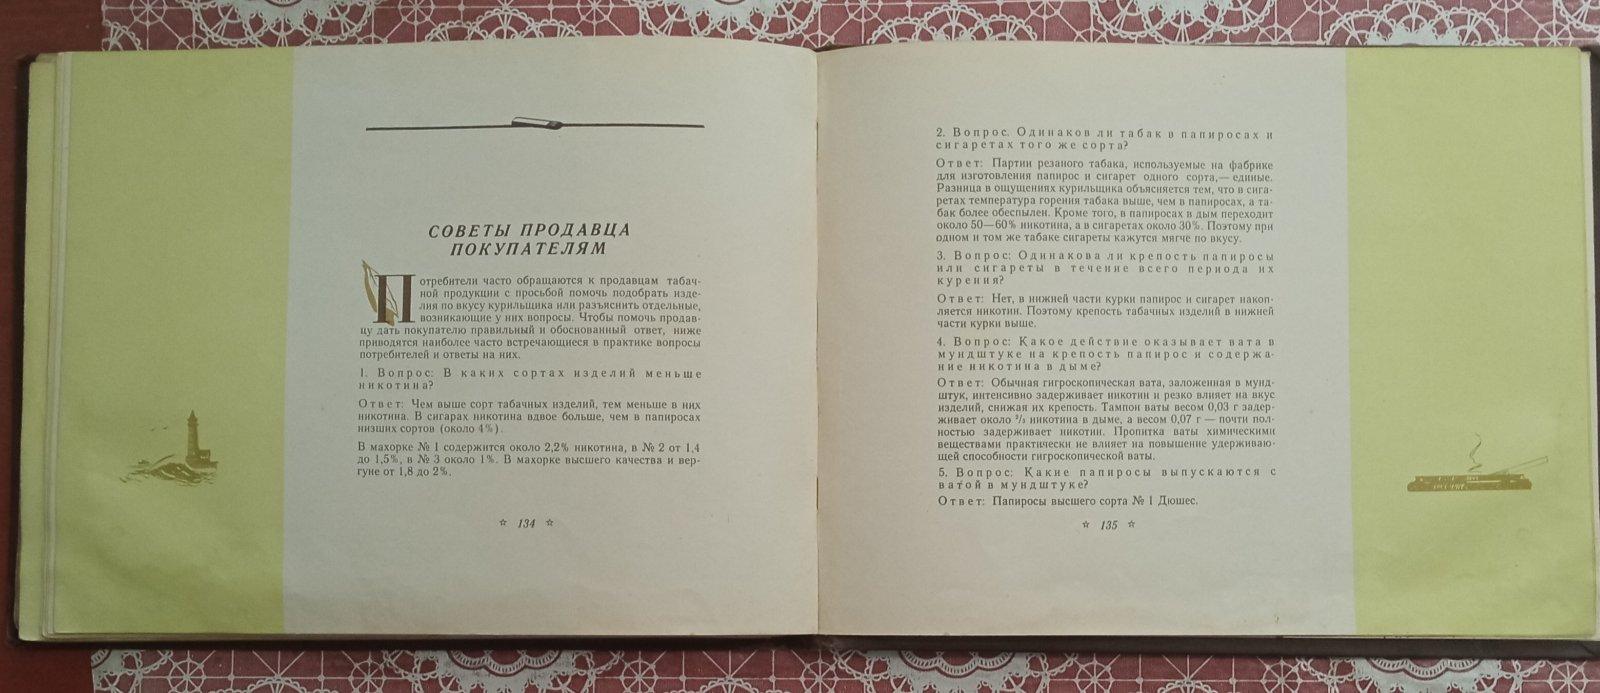 СОВЕТЫ ПРОДАВЦА
ПОКУПАТЕЛЯМ
Потребители часто обращаются к продавцам табач-
ной продукции с просьбой помочь подобрать изде-
лия по вкусу курильщика или разъяснить отдельные,
возникающие у них вопросы. Чтобы помочь продав-
цу дать покупателю правильный и обоснованный ответ, ниже
приводятся наиболее часто встречающиеся в практике вопросы
потребителей и ответы на них.
1. Вопрос: В каких сортах изделий меньше
никотина?
Ответ: Чем выше сорт табачных изделий, тем меньше в них
никотина. В сигарах никотина вдвое больше, чем в папиросах
низших сортов (около 4%).
В махорке № 1 содержится около 2,2% никотина, в № 2 от 1,4
до 1,5%, в № 3 около 1%. В махорке высшего качества и вер-
гуне от 1,8 до 2%.
☆ 134 ☆
2. Вопрос. Одинаков ли табак в папиросах и
сигаретах того же сорта?
Ответ: Партии резаного табака, используемые на фабрике
для изготовления папирос и сигарет одного сорта,— единые.
Разница в ощущениях курильщика объясняется тем, что в сига-
ретах температура горения табака выше, чем в папиросах, а та-
бак более обеспылен. Кроме того, в папиросах в дым переходит
около 50—60% никотина, а в сигаретах около 30%. Поэтому при
одном и том же табаке сигареты кажутся мягче по вкусу.
3. Вопрос: Одинакова ли крепость папиросы
или сигареты в течение всего периода их
курения?
Ответ: Нет, в нижней части курки папирос и сигарет накоп-
ляется никотин. Поэтому крепость табачных изделий в нижней
части курки выше.
4. Вопрос: Какое действие оказывает вата в
мундштуке на крепость папирос и содержа-
ние никотина в дыме?
Ответ: Обычная гигроскопическая вата, заложенная в мунд-
штук, интенсивно задерживает никотин и резко влияет на вкус
изделий, снижая их крепость. Тампон ваты весом 0,03 г задер-
живает около никотина в дыме, а весом 0,07 г — почти пол-
ностью задерживает никотин. Пропитка ваты химическими
веществами практически не влияет на повышение удерживаю-
щей способности гигроскопической ваты.
5. Вопрос: Какие папиросы выпускаются с
ватой в мундштуке?
Ответ: Папиросы высшего сорта № 1 Дюшес.
☆ 135 ☆